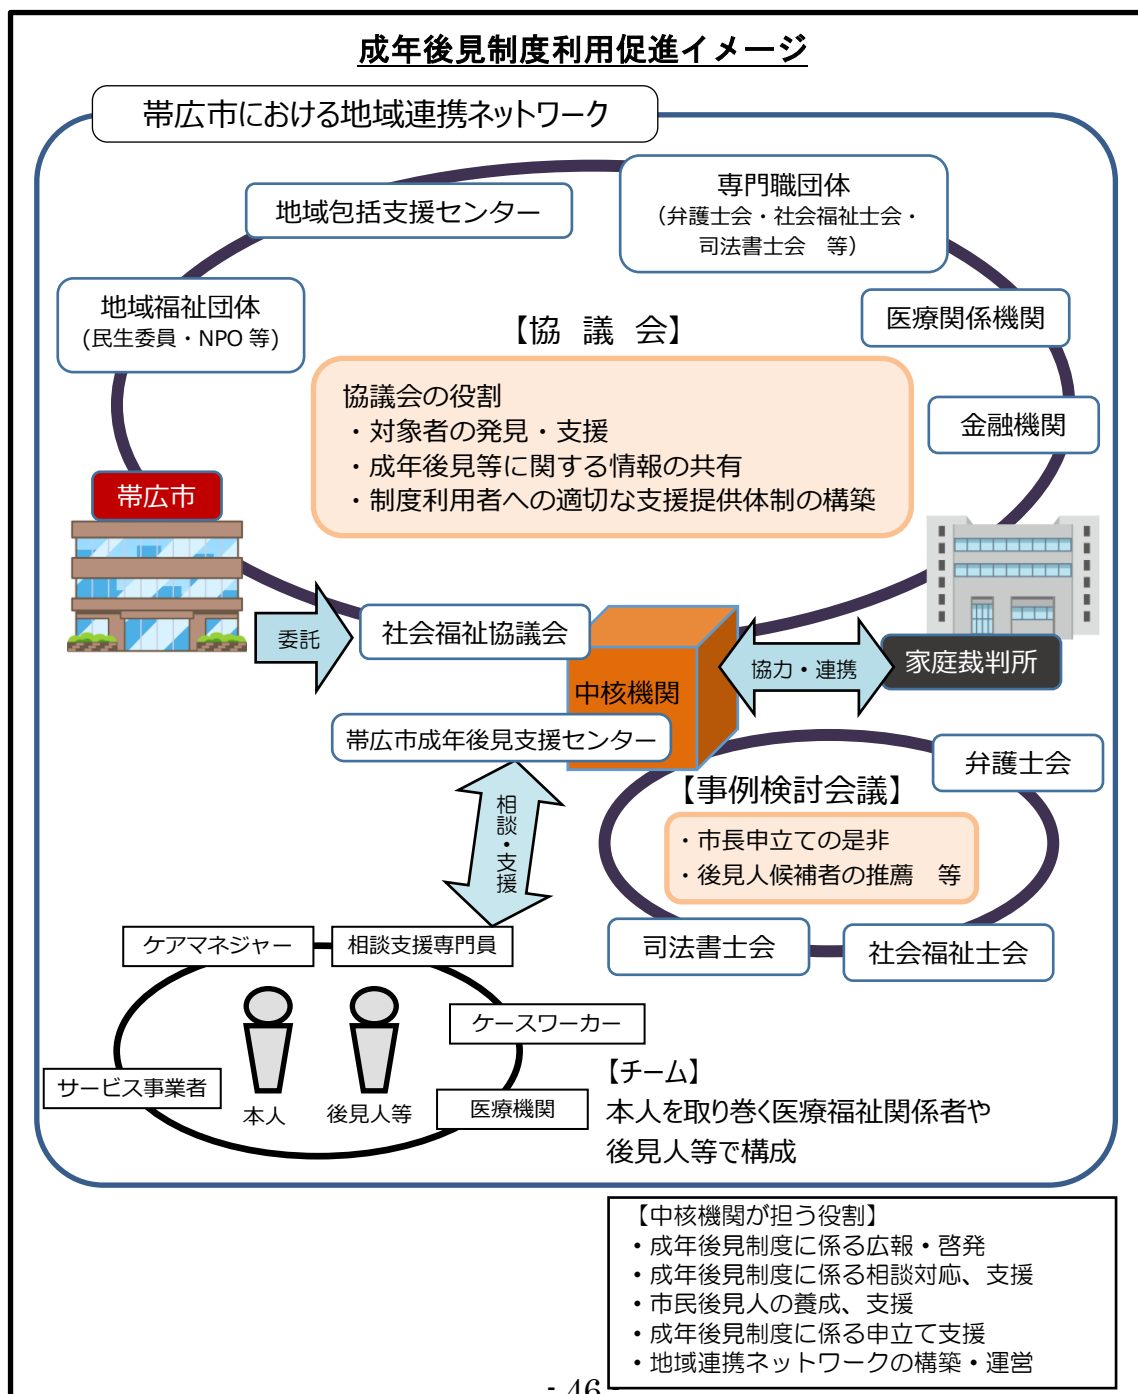 成年後見制度利用促進イメージ
帯広市における地域連携ネットワーク
専門職団体
（弁護士会・社会福祉士会・
司法書士会　等）
地域包括支援センター
地域福祉団体
(民生委員・NPO 等)
医療関係機関
【協　議　会】
協議会の役割
・対象者の発見・支援
・成年後見等に関する情報の共有
・制度利用者への適切な支援提供体制の構築
金融機関
帯広市
委託
社会福祉協議会
中核機関
協力・連携
家庭裁判所
帯広市成年後見支援センター
弁護士会
【事例検討会議】
・市長申立ての是非
・後見人候補者の推薦　等
司法書士会
社会福祉士会
相談・支援
ケアマネジャー
相談支援専門員
ケースワーカー
サービス事業者
医療機関
本人
後見人等
【チーム】
本人を取り巻く医療福祉関係者や
後見人等で構成
【中核機関が担う役割】
・成年後見制度に係る広報・啓発
・成年後見制度に係る相談対応、支援
・市民後見人の養成、支援
・成年後見制度に係る申立て支援
・地域連携ネットワークの構築・運営
- 46 -